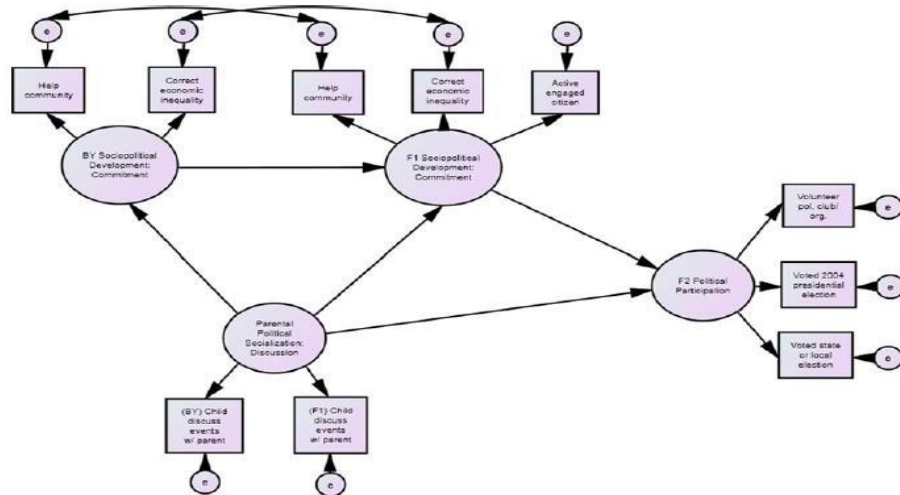 e
e
e
e
e
Help
community
Correct
economic
inequality
Help
community
Correct
economic
inequality
Active
engaged
citizen
BY Sociopolitical
Development:
Commitment
F1 Sociopolitical
Development:
Commitment
Volunteer
pol. club/
org.
e
F2 Political
Participation
Voted 2004
presidential
election
e
Parental
Political
Socialization:
Discussion
Voted state
or local
election
e
(BY) Child
discuss
events
w/ parent
(F1) Child
discuss
events
w/ parent
e
e